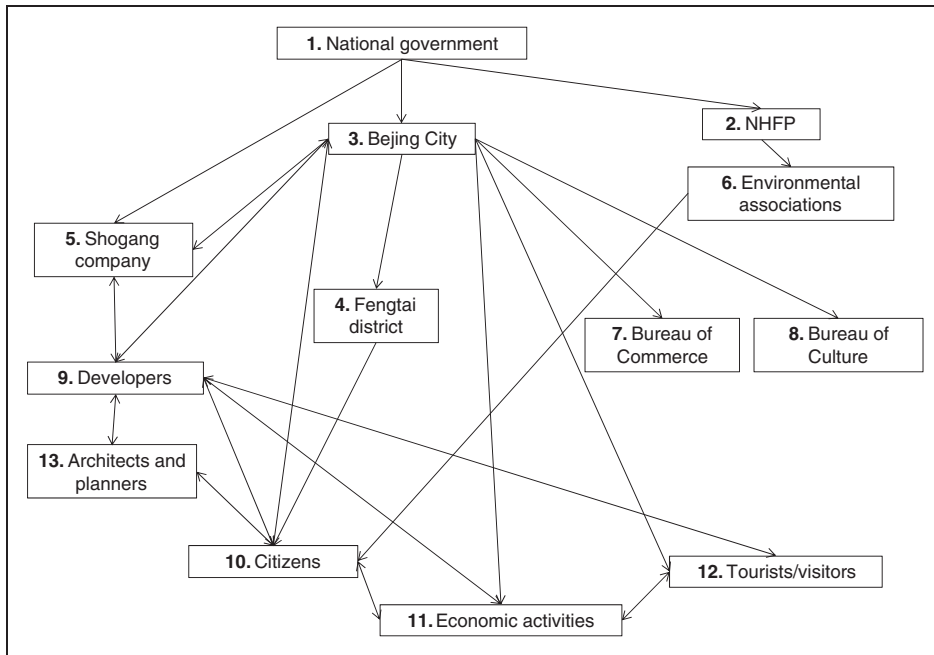 1. National government
2. NHFP
3. Bejing City
6. Environmental
associations
5. Shogang
company
4. Fengtai
district
7. Bureau of
Commerce
8. Bureau of
Culture
9. Developers
13. Architects and
planners
10. Citizens
12. Tourists/visitors
11. Economic activities